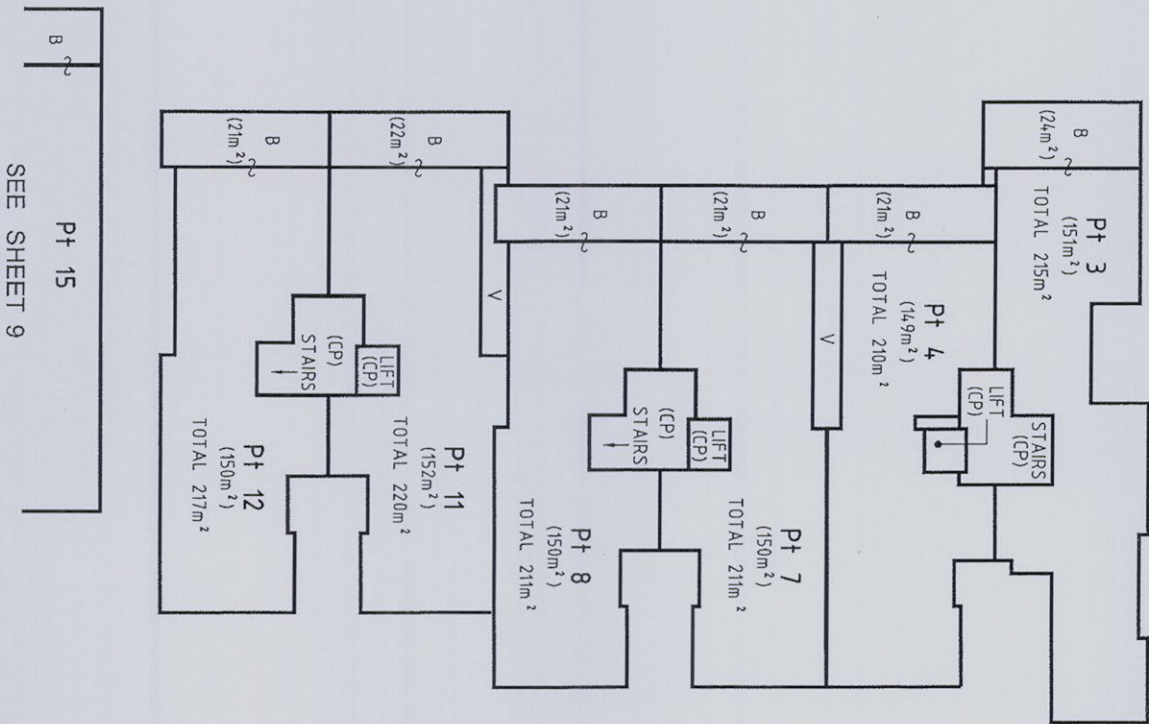 B
(24m²)
Pt 3
(151m²)
TOTAL 215m²
STAIRS
(CP)
LIFT
(CP)
B
(21m²)
Pt 4
(149m²)
TOTAL 210m²
V
B
(21m²)
Pt 7
(150m²)
TOTAL 211m²
LIFT
(CP)
(CP)
STAIRS
B
(21m²)
Pt 8
(150m²)
TOTAL 211m²
V
B
(22m²)
Pt 11
(152m²)
TOTAL 220m²
LIFT
(CP)
(CP)
STAIRS
B
(21m²)
Pt 12
(150m²)
TOTAL 217m²
B
Pt 15
SEE SHEET 9